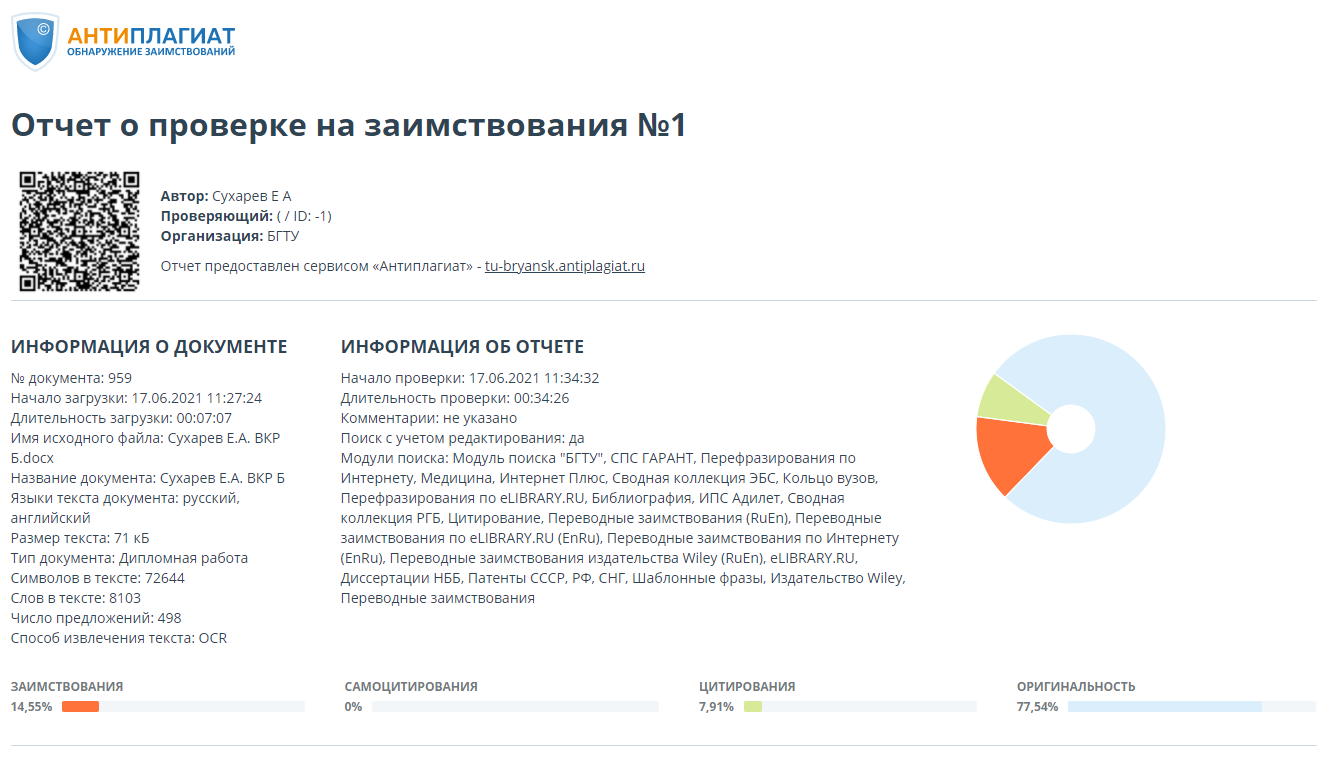 ©
АНТИПЛАГИАТ
ОБНАРУЖЕНИЕ ЗАИМСТВОВАНИЙ
Отчет о проверке на заимствования №1
Автор: Сухарев Е А
Проверяющий: ( / ID: -1)
Организация: БГТУ
Отчет предоставлен сервисом «Антиплагиат» - tu-bryansk.antiplagiat.ru
ИНФОРМАЦИЯ О ДОКУМЕНТЕ
№ документа: 959
Начало загрузки: 17.06.2021 11:27:24
Длительность загрузки: 00:07:07
Имя исходного файла: Сухарев Е.А. ВКР
Б.docx
Название документа: Сухарев Е.А. ВКР Б
Языки текста документа: русский,
английский
Размер текста: 71 кБ
Тип документа: Дипломная работа
Символов в тексте: 72644
Слов в тексте: 8103
Число предложений: 498
Способ извлечения текста: OCR
ИНФОРМАЦИЯ ОБ ОТЧЕТЕ
Начало проверки: 17.06.2021 11:34:32
Длительность проверки: 00:34:26
Комментарии: не указано
Поиск с учетом редактирования: да
Модули поиска: Модуль поиска "БГТУ", СПС ГАРАНТ, Перефразирования по
Интернету, Медицина, Интернет Плюс, Сводная коллекция ЭБС, Кольцо вузов,
Перефразирования по eLIBRARY.RU, Библиография, ИПС Адилет, Сводная
коллекция РГБ, Цитирование, Переводные заимствования (RuEn), Переводные
заимствования по eLIBRARY.RU (EnRu), Переводные заимствования по Интернету
(EnRu), Переводные заимствования издательства Wiley (RuEn), eLIBRARY.RU,
Диссертации НББ, Патенты СССР, РФ, СНГ, Шаблонные фразы, Издательство Wiley,
Переводные заимствования
ЗАИМСТВОВАНИЯ
14,55%
САМОЦИТИРОВАНИЯ
0%
ЦИТИРОВАНИЯ
7,91%
ОРИГИНАЛЬНОСТЬ
77,54%